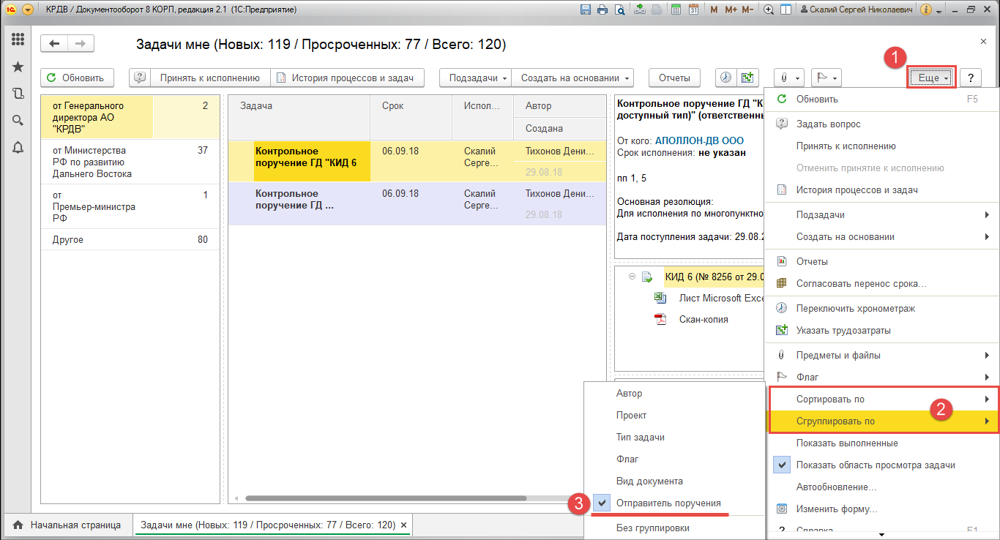 КРДВ / Документооборот 8 КОРП, редакция 2.1 (1С:Предприятие)
M M+ M-
Скалий Сергей Николаевич
Задачи мне (Новых: 119 / Просроченных: 77 / Всего: 120)
1
Обновить
Принять к исполнению
История процессов и задач
Подзадачи
Создать на основании
Отчеты
Еще
?
от Генерального 2
директора АО
"КРДВ"
от Министерства 37
РФ по развитию
Дальнего Востока
от 1
Премьер-министра
РФ
Другое 80
Задача Срок Испол... Автор
Создана
Контрольное 06.09.18 Скалий Тихонов Дени...
поручение ГД "КИД 6 Серге...
29.08.18
Контрольное 06.09.18 Скалий Тихонов Дени...
поручение ГД ... Серге...
29.08.18
Контрольное поручение ГД "К
доступный тип)" (ответственн
От кого: АПОЛЛОН-ДВ ООО
Срок исполнения: не указан
пп 1, 5
Основная резолюция:
Для исполнения по многопунктно
Дата поступления задачи: 29.08.2
КИД 6 (№ 8256 от 29.0
Лист Microsoft Exce
Скан-копия
Обновить F5
Задать вопрос
Принять к исполнению
Отменить принятие к исполнению
История процессов и задач
Подзадачи
Создать на основании
Отчеты
Согласовать перенос срока...
Переключить хронометраж
Указать трудозатраты
Предметы и файлы
Флаг
Сортировать по
2
Сгруппировать по
Показать выполненные
Показать область просмотра задачи
Автообновление...
Изменить форму...
? Справка F1
Автор
Проект
Тип задачи
Флаг
Вид документа
3
Отправитель поручения
Без группировки
Начальная страница
Задачи мне (Новых: 119 / Просроченных: 77 / Всего: 120)